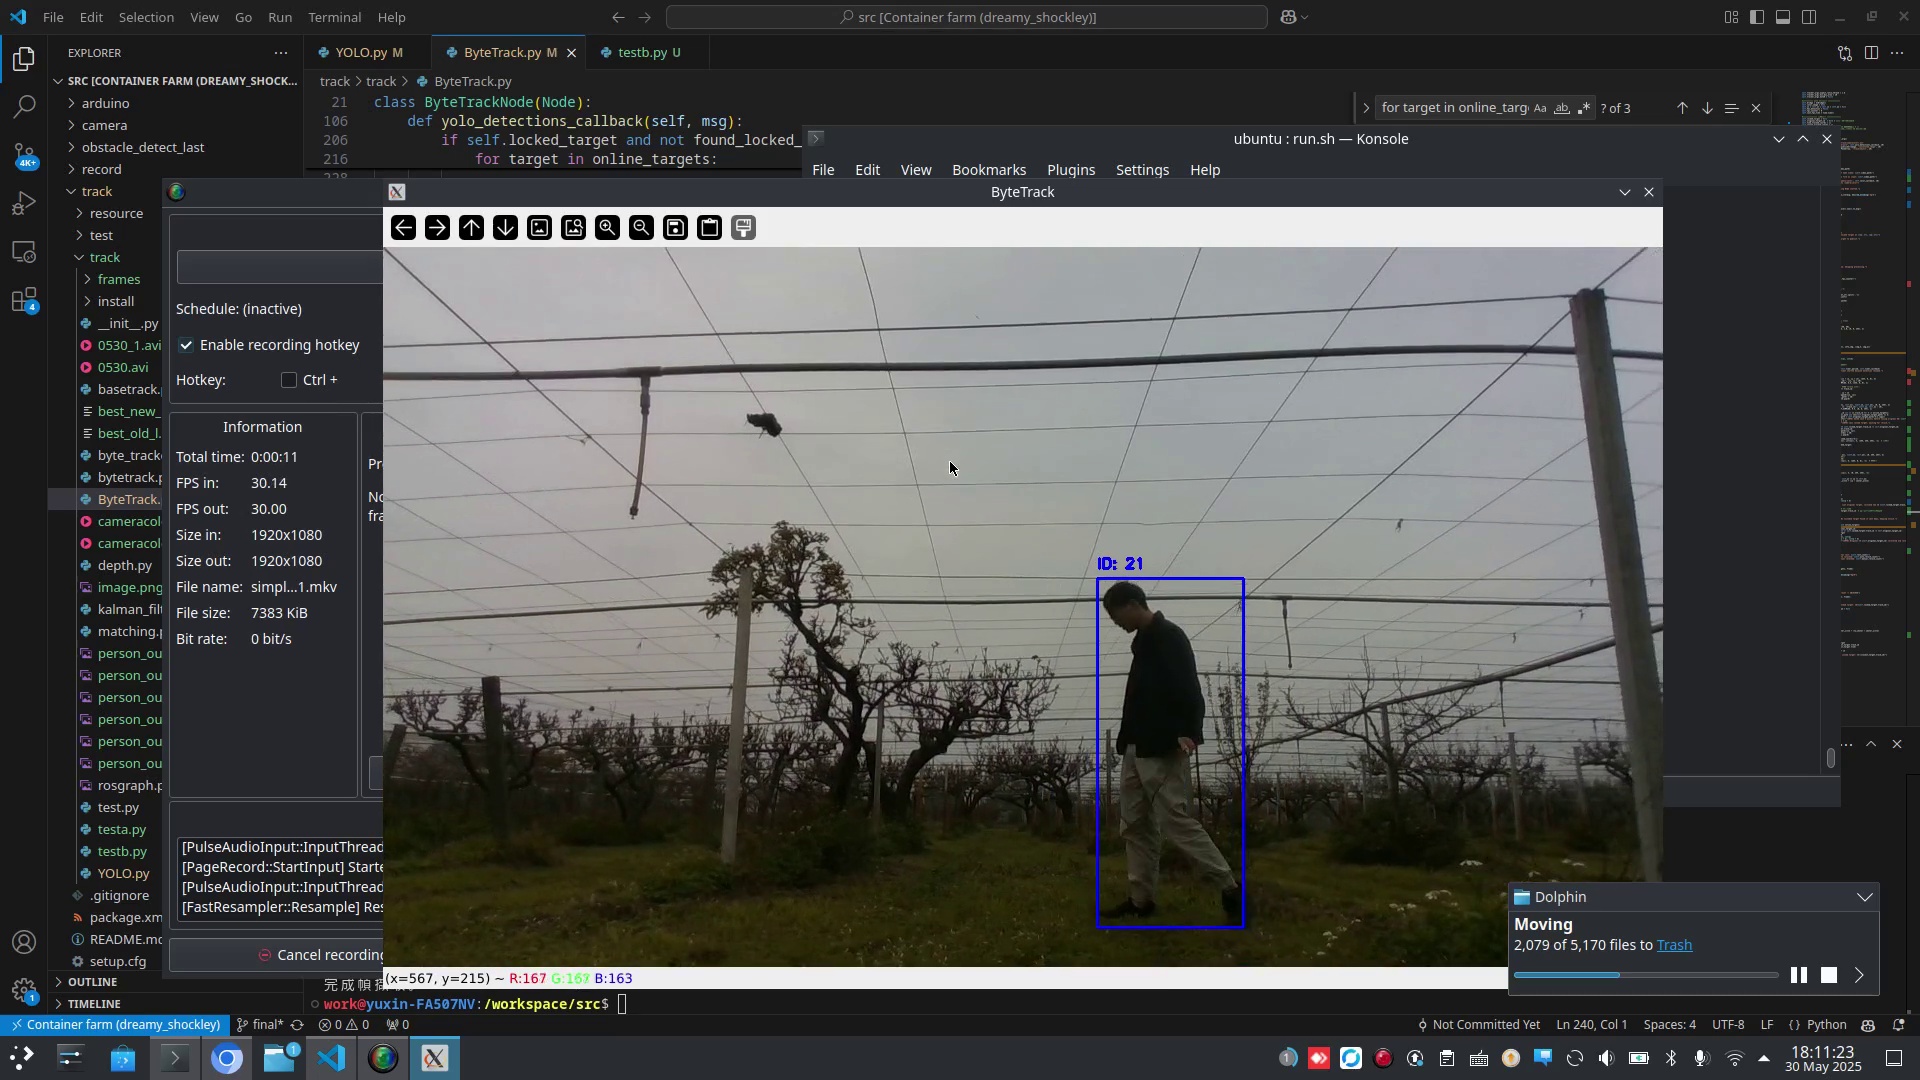 File Edit Selection View Go Run Terminal Help
src [Container farm (dreamy_shockley)]
EXPLORER
SRC [CONTAINER FARM (DREAMY_SHOCK...
arduino
camera
obstacle_detect_last
record
track
resource
test
track
frames
install
__init__.py
0530_1.avi
0530.avi
basetrack.
best_new_
best_old_l.
byte_track
bytetrack.p
ByteTrack.
cameracol
cameracol
depth.py
image.png
kalman_filt
matching.p
person_ou
person_ou
person_ou
person_ou
person_ou
person_ou
rosgraph.p
test.py
testa.py
testb.py
YOLO.py
.gitignore
package.xm
README.md
setup.cfg
OUTLINE
TIMELINE
4K+
4
1
YOLO.py M
ByteTrack.py M
testb.py U
track > track > ByteTrack.py
21 class ByteTrackNode(Node):
106 def yolo_detections_callback(self, msg):
206 if self.locked_target and not found_locked_
216 for target in online_targets:
for target in online_targ
Aa ab
? of 3
ubuntu : run.sh — Konsole
File Edit View Bookmarks Plugins Settings Help
Schedule: (inactive)
Enable recording hotkey
Hotkey: Ctrl +
Information
Total time: 0:00:11
FPS in: 30.14
FPS out: 30.00
Size in: 1920x1080
Size out: 1920x1080
File name: simpl...1.mkv
File size: 7383 KiB
Bit rate: 0 bit/s
Pr
No
fra
[PulseAudioInput::InputThread
[PageRecord::StartInput] Starte
[PulseAudioInput::InputThread
[FastResampler::Resample] Res
Cancel recording
ByteTrack
ID: 21
(x=567, y=215) ~ R:167 G:167 B:163
Dolphin
Moving
2,079 of 5,170 files to Trash
work@yuxin-FA507NV:/workspace/src$
Container farm (dreamy_shockley)
final*
0 0
0
Not Committed Yet
Ln 240, Col 1
Spaces: 4
UTF-8
LF
Python
1
1
18:11:23
30 May 2025